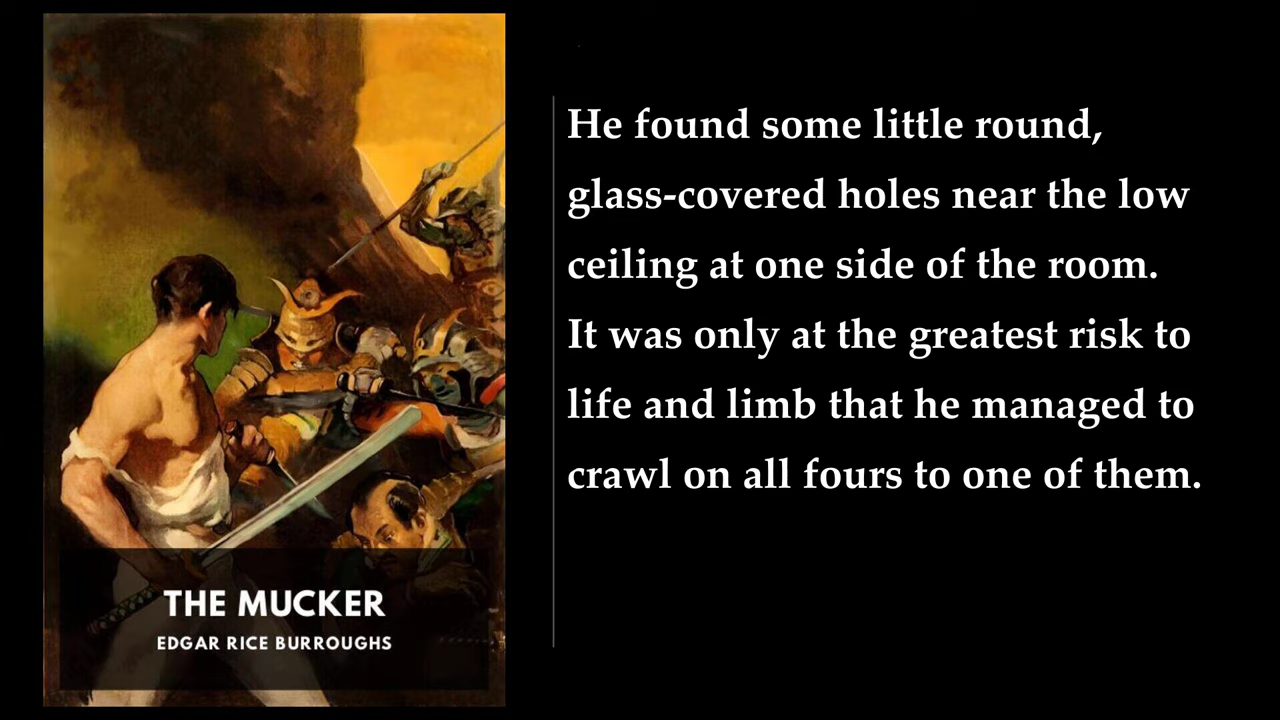 THE MUCKER
EDGAR RICE BURROUGHS
He found some little round,
glass-covered holes near the low
ceiling at one side of the room.
It was only at the greatest risk to
life and limb that he managed to
crawl on all fours to one of them.